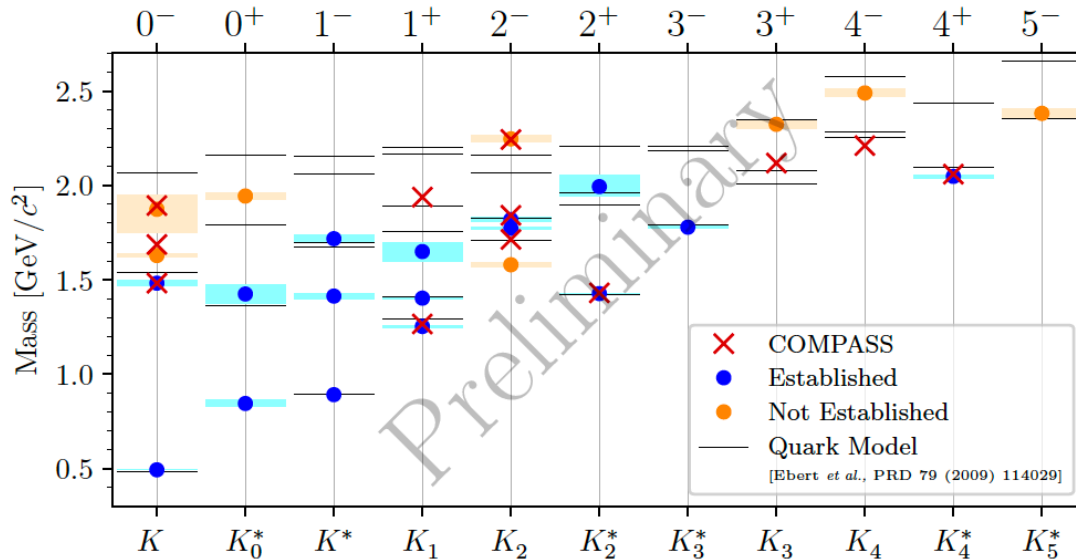 0⁻ 0⁺ 1⁻ 1⁺ 2⁻ 2⁺ 3⁻ 3⁺ 4⁻ 4⁺ 5⁻
2.5
2.0
1.5
1.0
0.5
Mass [GeV/c²]
Preliminary
COMPASS
Established
Not Established
Quark Model
[Ebert et al., PRD 79 (2009) 114029]
K K₀* K* K₁ K₂ K₂* K₃* K₃ K₄ K₄* K₅*